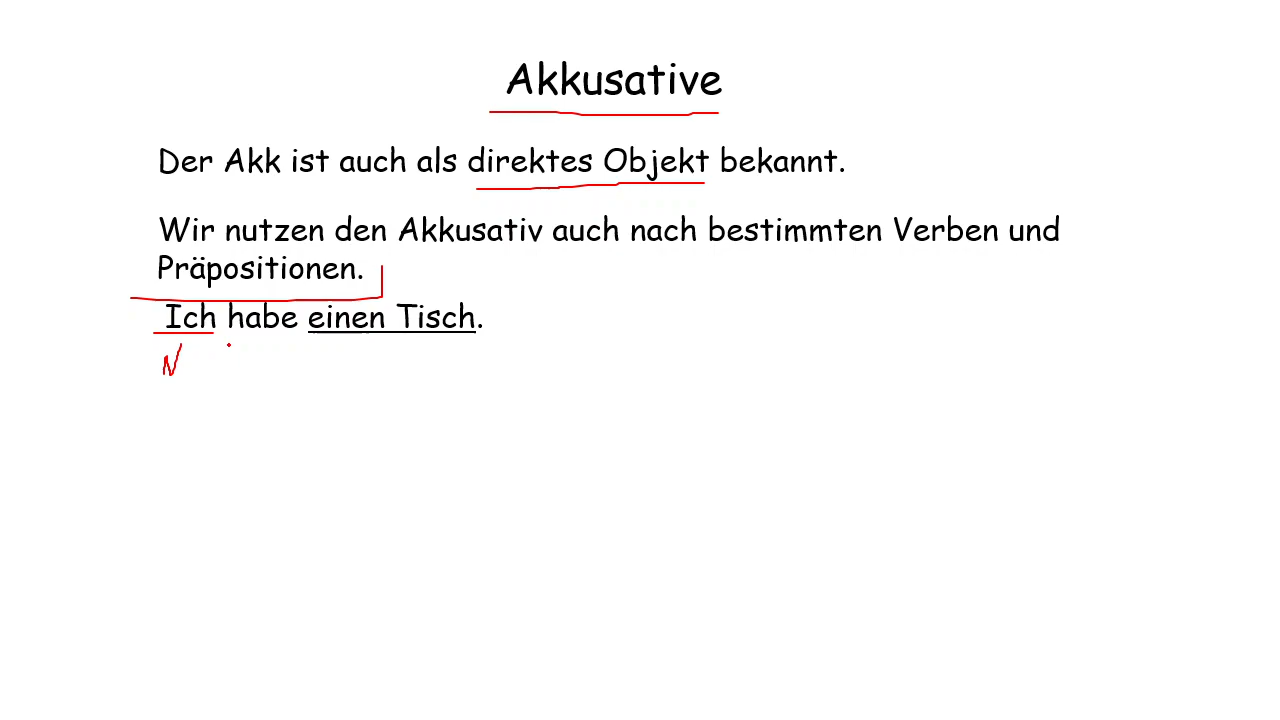 Akkusative
Der Akk ist auch als direktes Objekt bekannt.
Wir nutzen den Akkusativ auch nach bestimmten Verben und
Präpositionen.
Ich habe einen Tisch.
N